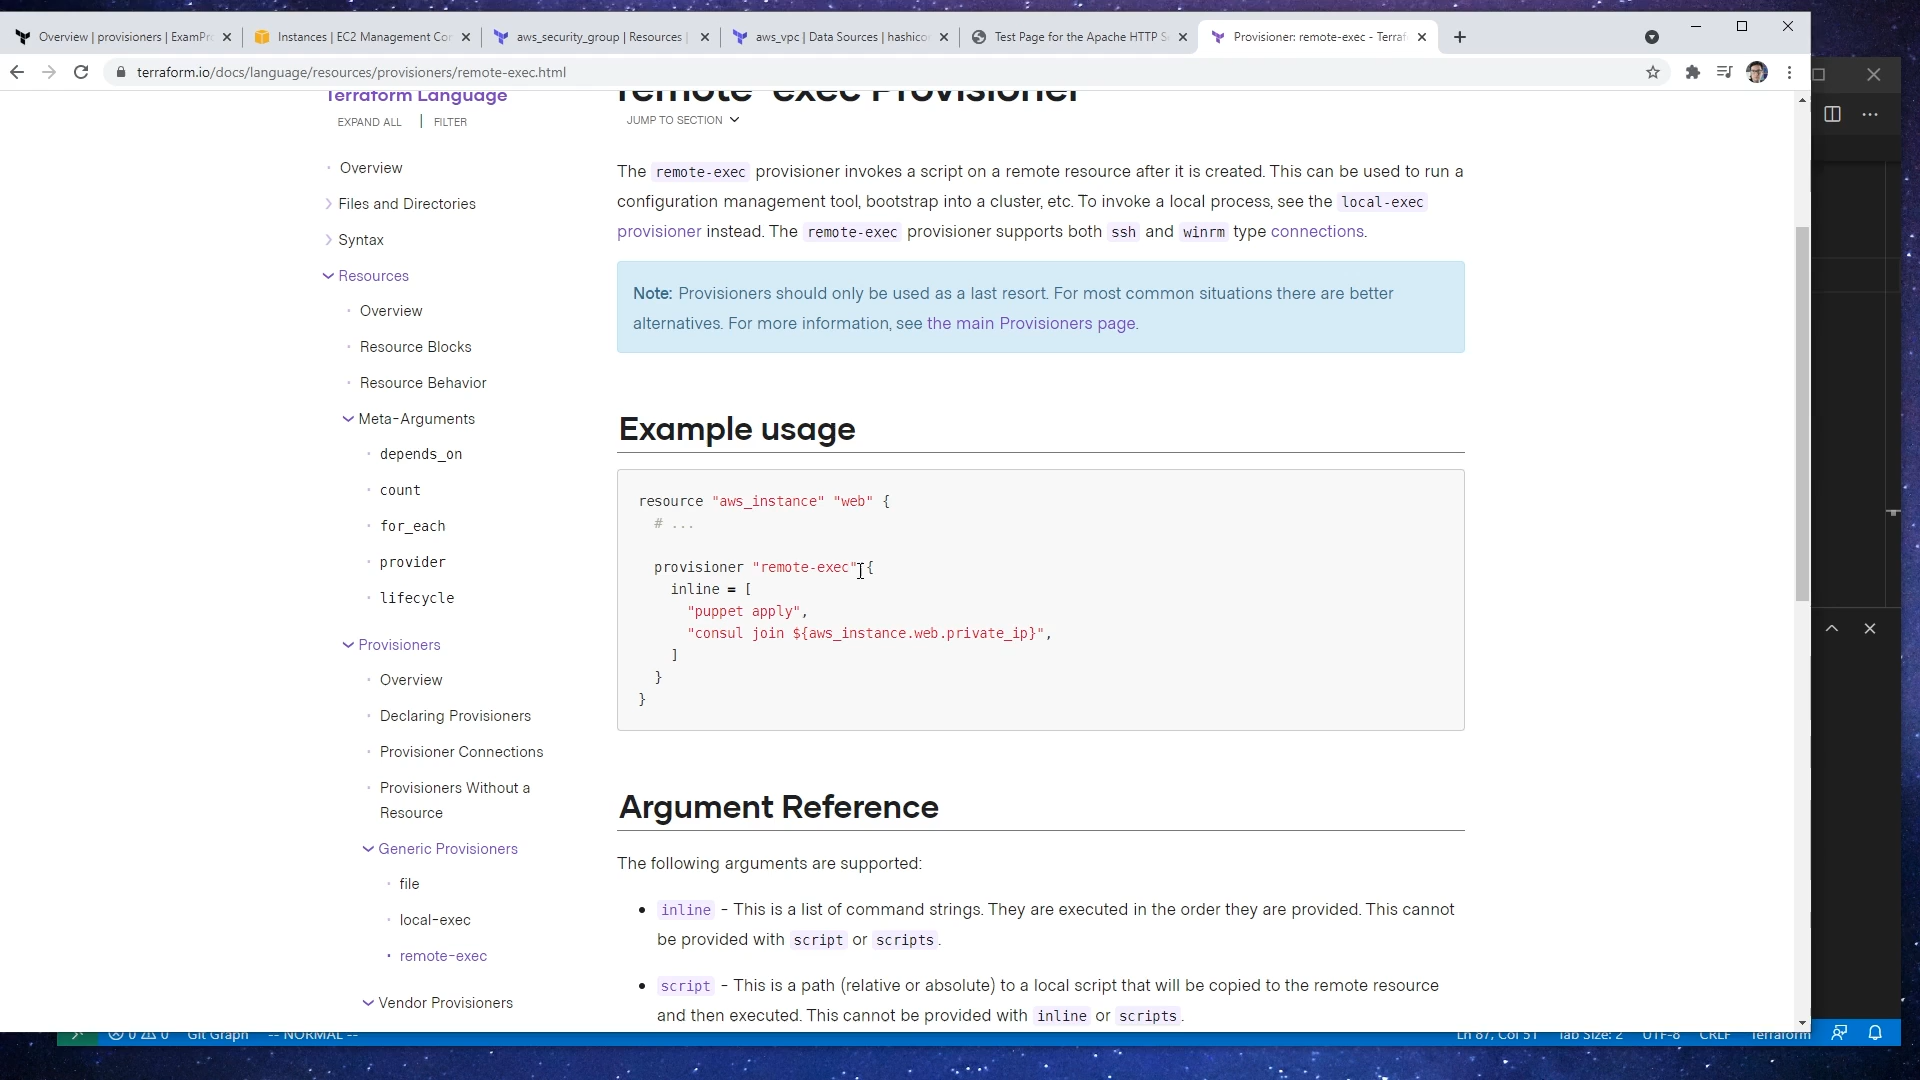 Overview | provisioners | ExamPr
Instances | EC2 Management Con
aws_security_group | Resources |
aws_vpc | Data Sources | hashico
Test Page for the Apache HTTP S
Provisioner: remote-exec - Terraf
terraform.io/docs/language/resources/provisioners/remote-exec.html
Terraform Language
EXPAND ALL | FILTER
Overview
Files and Directories
Syntax
Resources
Overview
Resource Blocks
Resource Behavior
Meta-Arguments
depends_on
count
for_each
provider
lifecycle
Provisioners
Overview
Declaring Provisioners
Provisioner Connections
Provisioners Without a
Resource
Generic Provisioners
file
local-exec
remote-exec
Vendor Provisioners
remote-exec Provisioner
JUMP TO SECTION
The remote-exec provisioner invokes a script on a remote resource after it is created. This can be used to run a
configuration management tool, bootstrap into a cluster, etc. To invoke a local process, see the local-exec
provisioner instead. The remote-exec provisioner supports both ssh and winrm type connections.
Note: Provisioners should only be used as a last resort. For most common situations there are better
alternatives. For more information, see the main Provisioners page.
Example usage
resource "aws_instance" "web" {
# ...
provisioner "remote-exec" {
inline = [
"puppet apply",
"consul join ${aws_instance.web.private_ip}",
]
}
}
Argument Reference
The following arguments are supported:
inline - This is a list of command strings. They are executed in the order they are provided. This cannot
be provided with script or scripts.
script - This is a path (relative or absolute) to a local script that will be copied to the remote resource
and then executed. This cannot be provided with inline or scripts.
0 0 Git Graph -- NORMAL -- Ln 87, Col 51 Tab Size: 2 UTF-8 CRLF Terraform